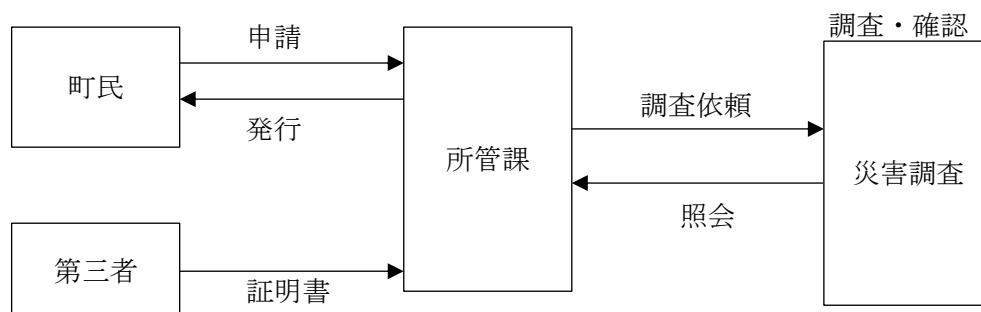 調査・確認
申請
町民
調査依頼
発行
所管課
災害調査
照会
第三者
証明書